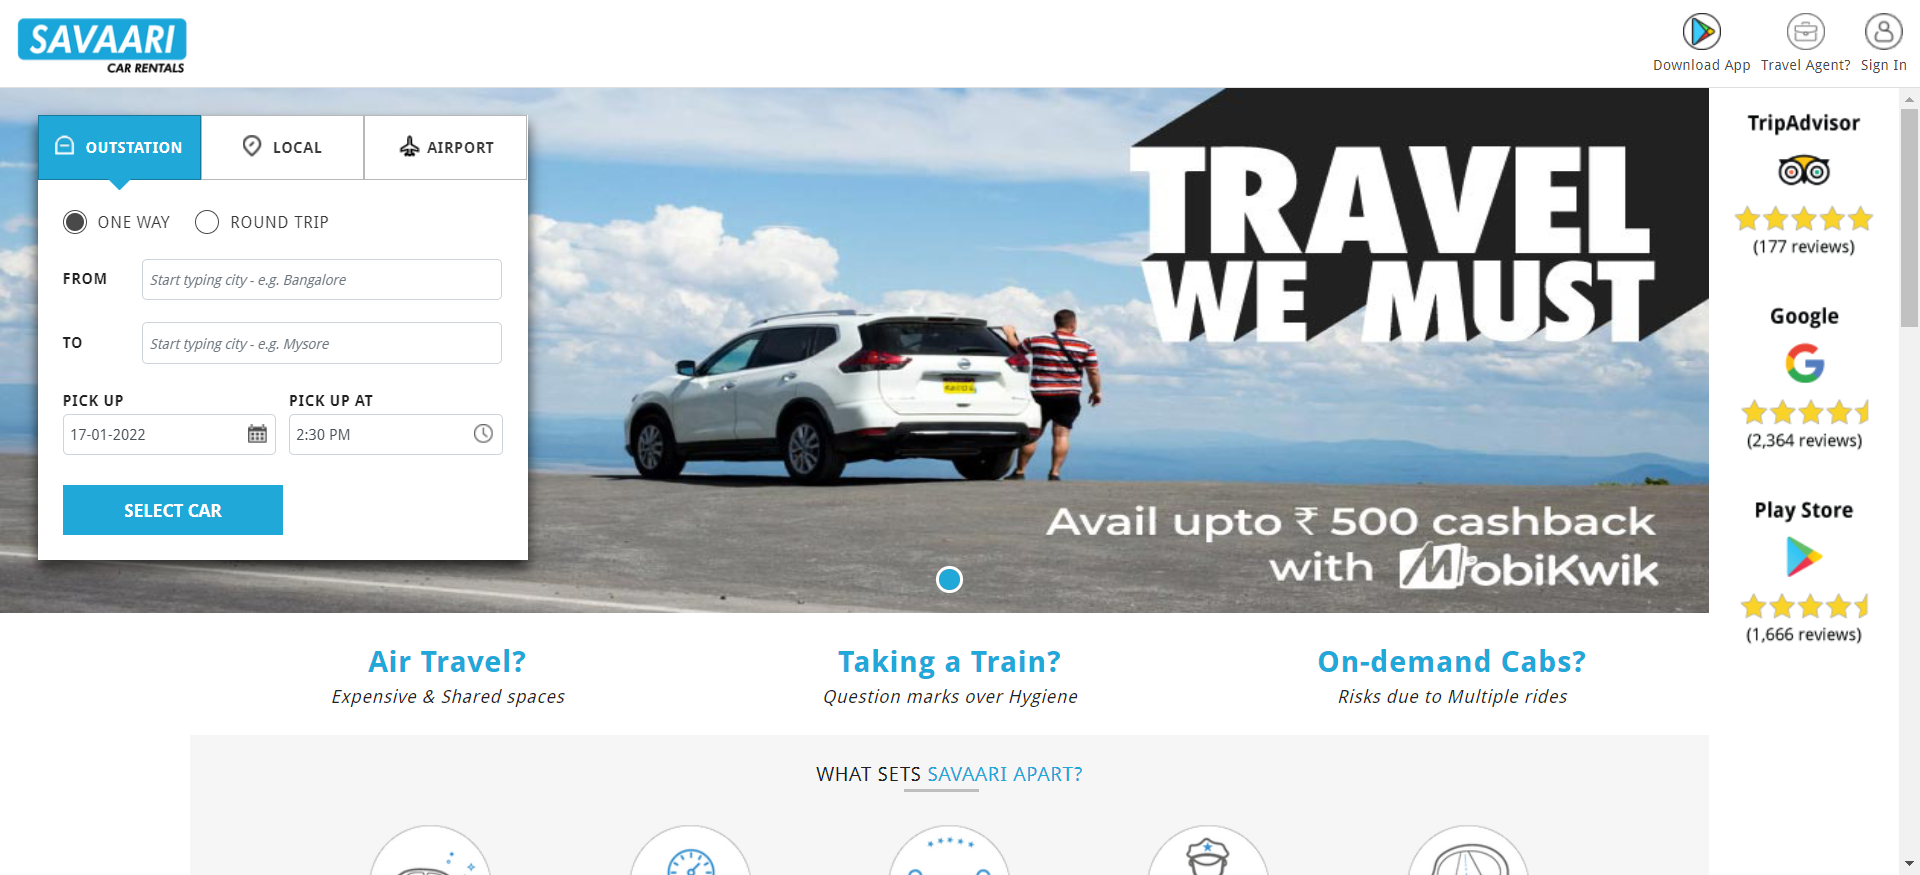 SAVAARI
CAR RENTALS
Download App
Travel Agent?
Sign In
OUTSTATION
LOCAL
AIRPORT
ONE WAY
ROUND TRIP
FROM
Start typing city - e.g. Bangalore
TO
Start typing city - e.g. Mysore
PICK UP
PICK UP AT
17-01-2022
2:30 PM
SELECT CAR
TRAVEL
WE MUST
Avail upto ₹ 500 cashback
with MobiKwik
TripAdvisor
(177 reviews)
Google
(2,364 reviews)
Play Store
(1,666 reviews)
Air Travel?
Expensive & Shared spaces
Taking a Train?
Question marks over Hygiene
On-demand Cabs?
Risks due to Multiple rides
WHAT SETS SAVAARI APART?